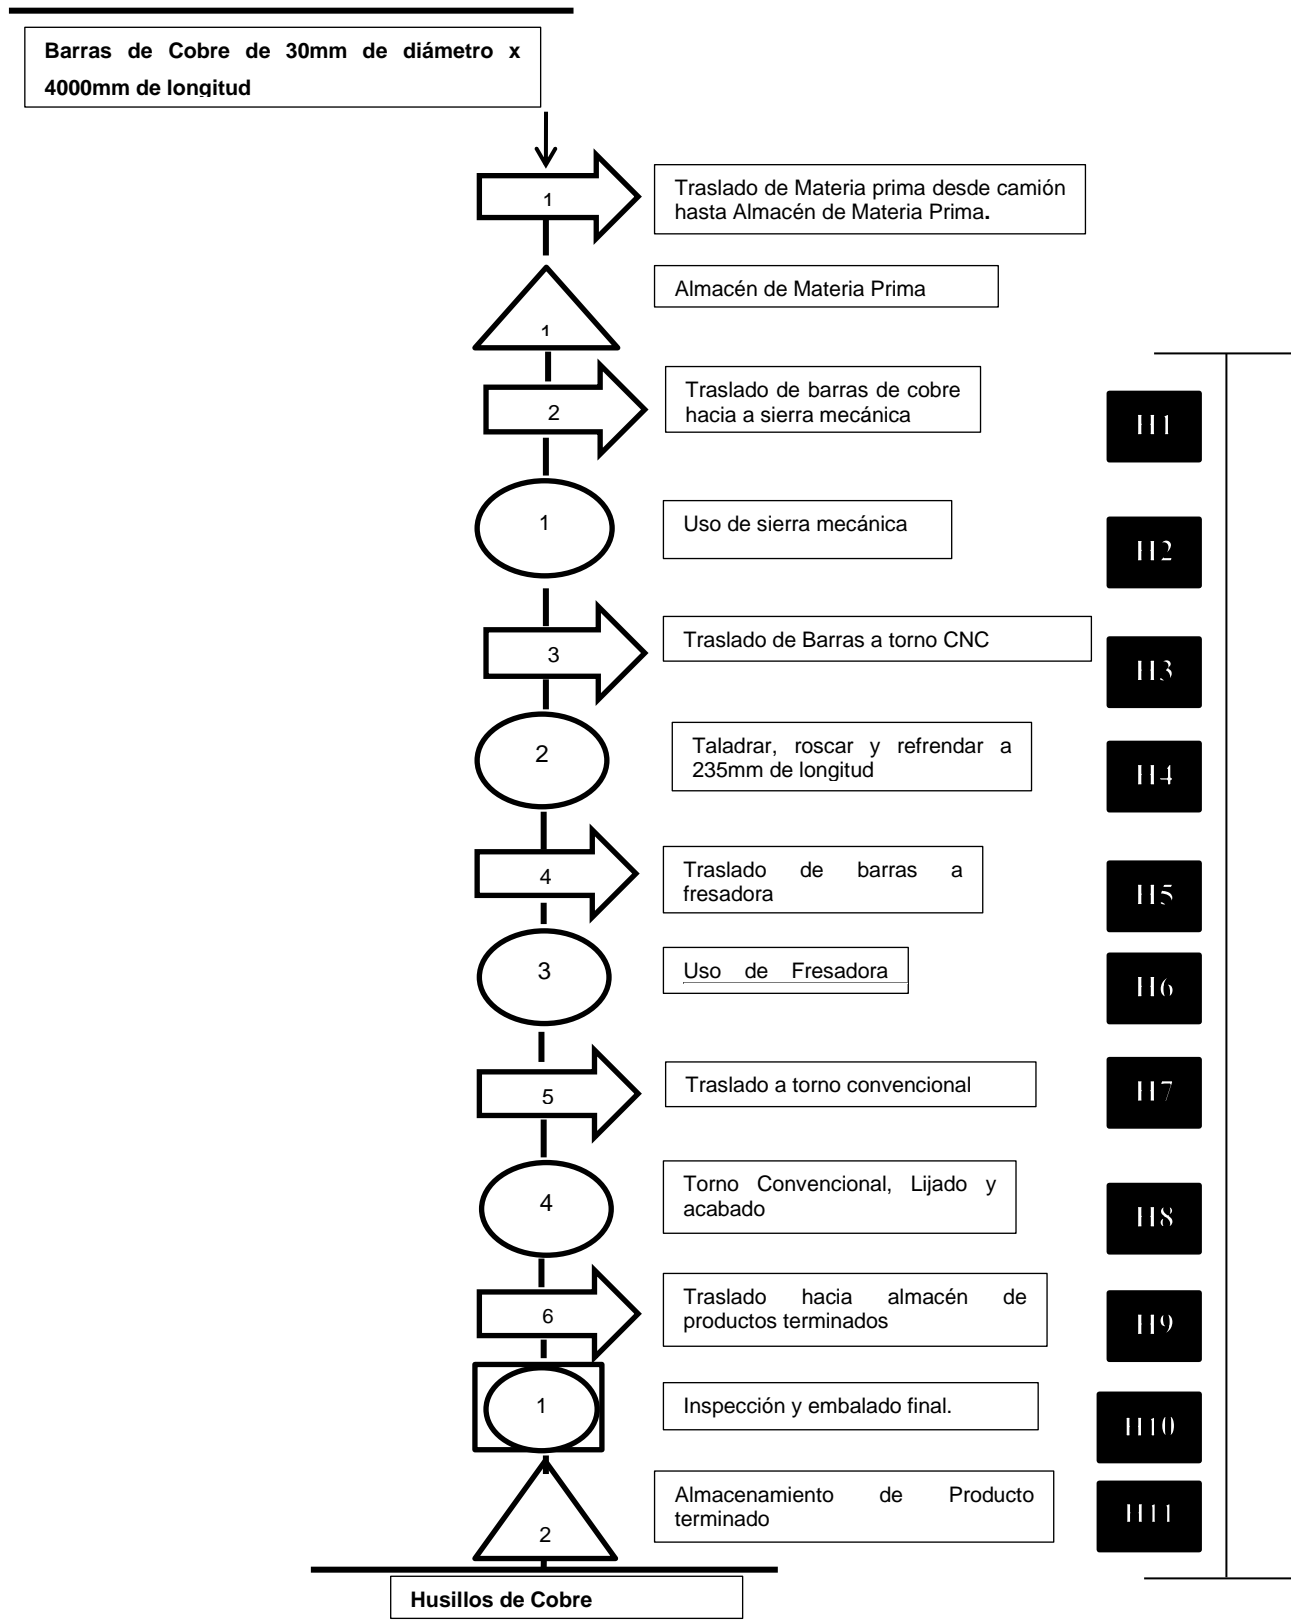 Barras de Cobre de 30mm de diámetro x
4000mm de longitud
1
Traslado de Materia prima desde camión
hasta Almacén de Materia Prima.
Almacén de Materia Prima
1
2
Traslado de barras de cobre
hacia a sierra mecánica
H1
1
Uso de sierra mecánica
H2
3
Traslado de Barras a torno CNC
H3
2
Taladrar, roscar y refrendar a
235mm de longitud
H4
4
Traslado de barras a
fresadora
H5
3
Uso de Fresadora
H6
5
Traslado a torno convencional
H7
4
Torno Convencional, Lijado y
acabado
H8
6
Traslado hacia almacén de
productos terminados
H9
1
Inspección y embalado final.
H10
2
Almacenamiento de Producto
terminado
H11
Husillos de Cobre